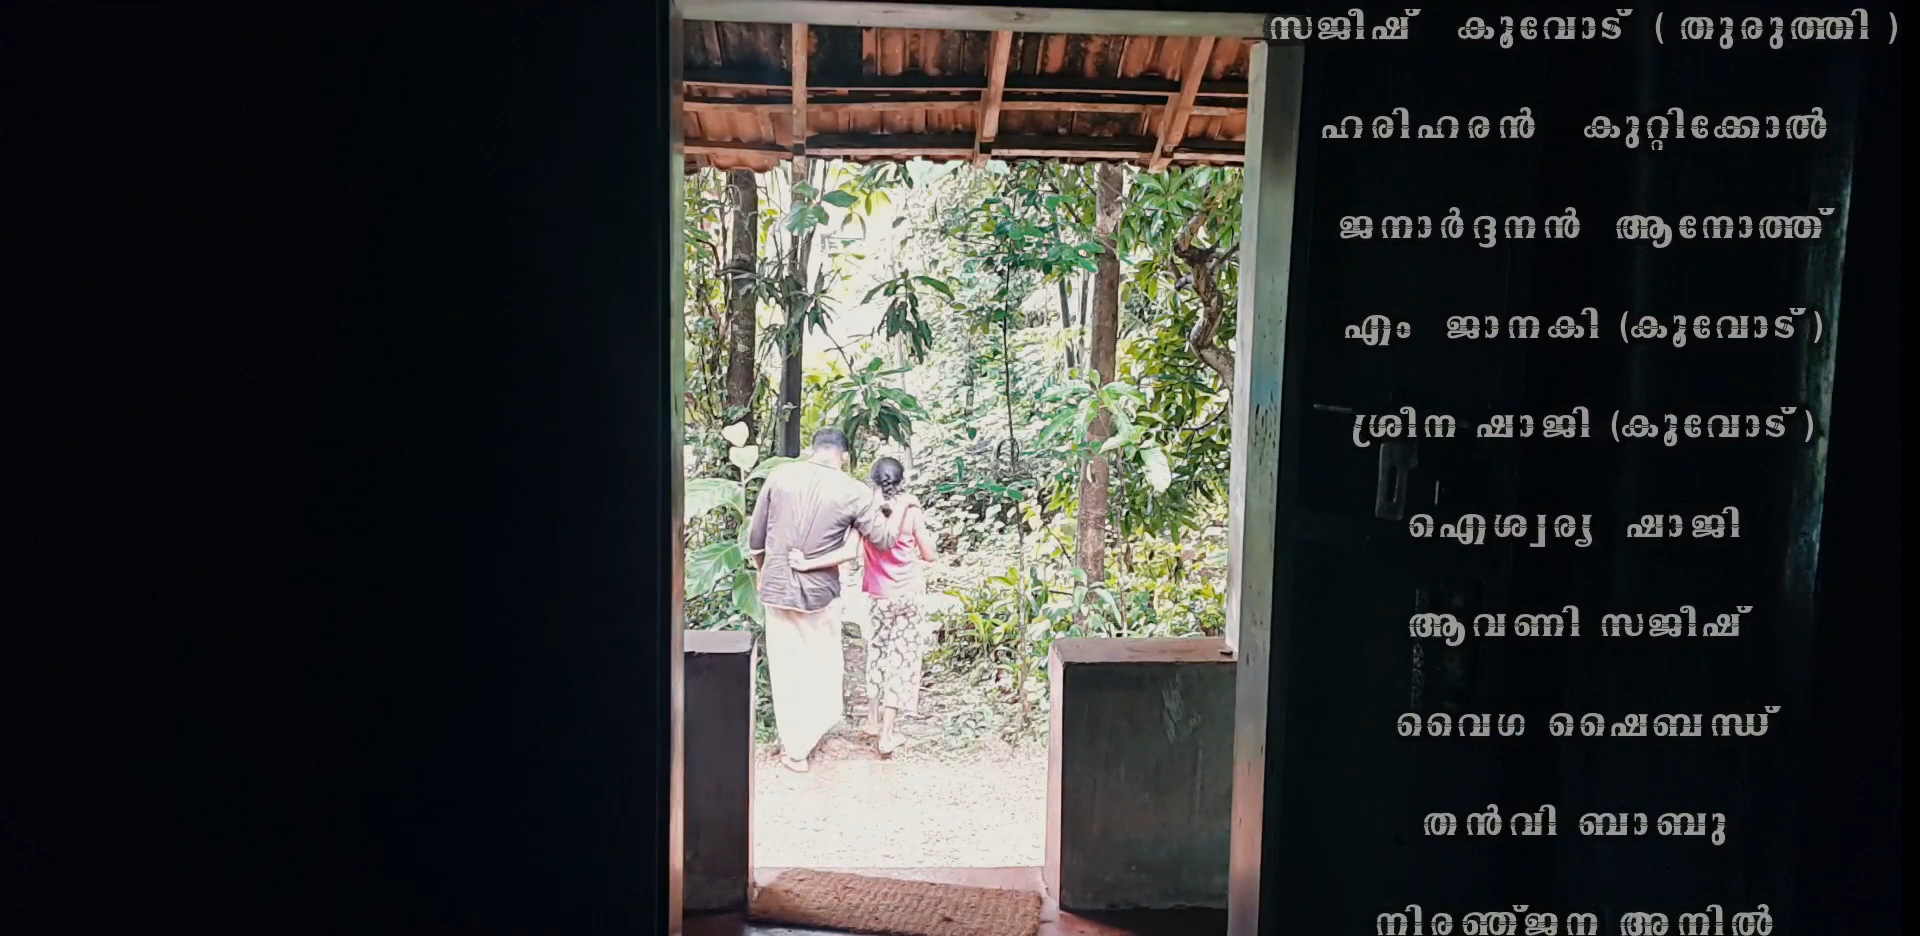 സജീഷ് കൂവോട് ( തുരുത്തി )
ഹരിഹരൻ കുറ്റിക്കോൽ
ജനാർദ്ദനൻ ആനോത്ത്
എം ജാനകി (കൂവോട്)
ശ്രീന ഷാജി (കൂവോട്)
ഐശ്വര്യ ഷാജി
ആവണി സജീഷ്
വൈഗ ഷൈബന്ധ്
തൻവി ബാബു
നിരഞ്ജന അനിൽ